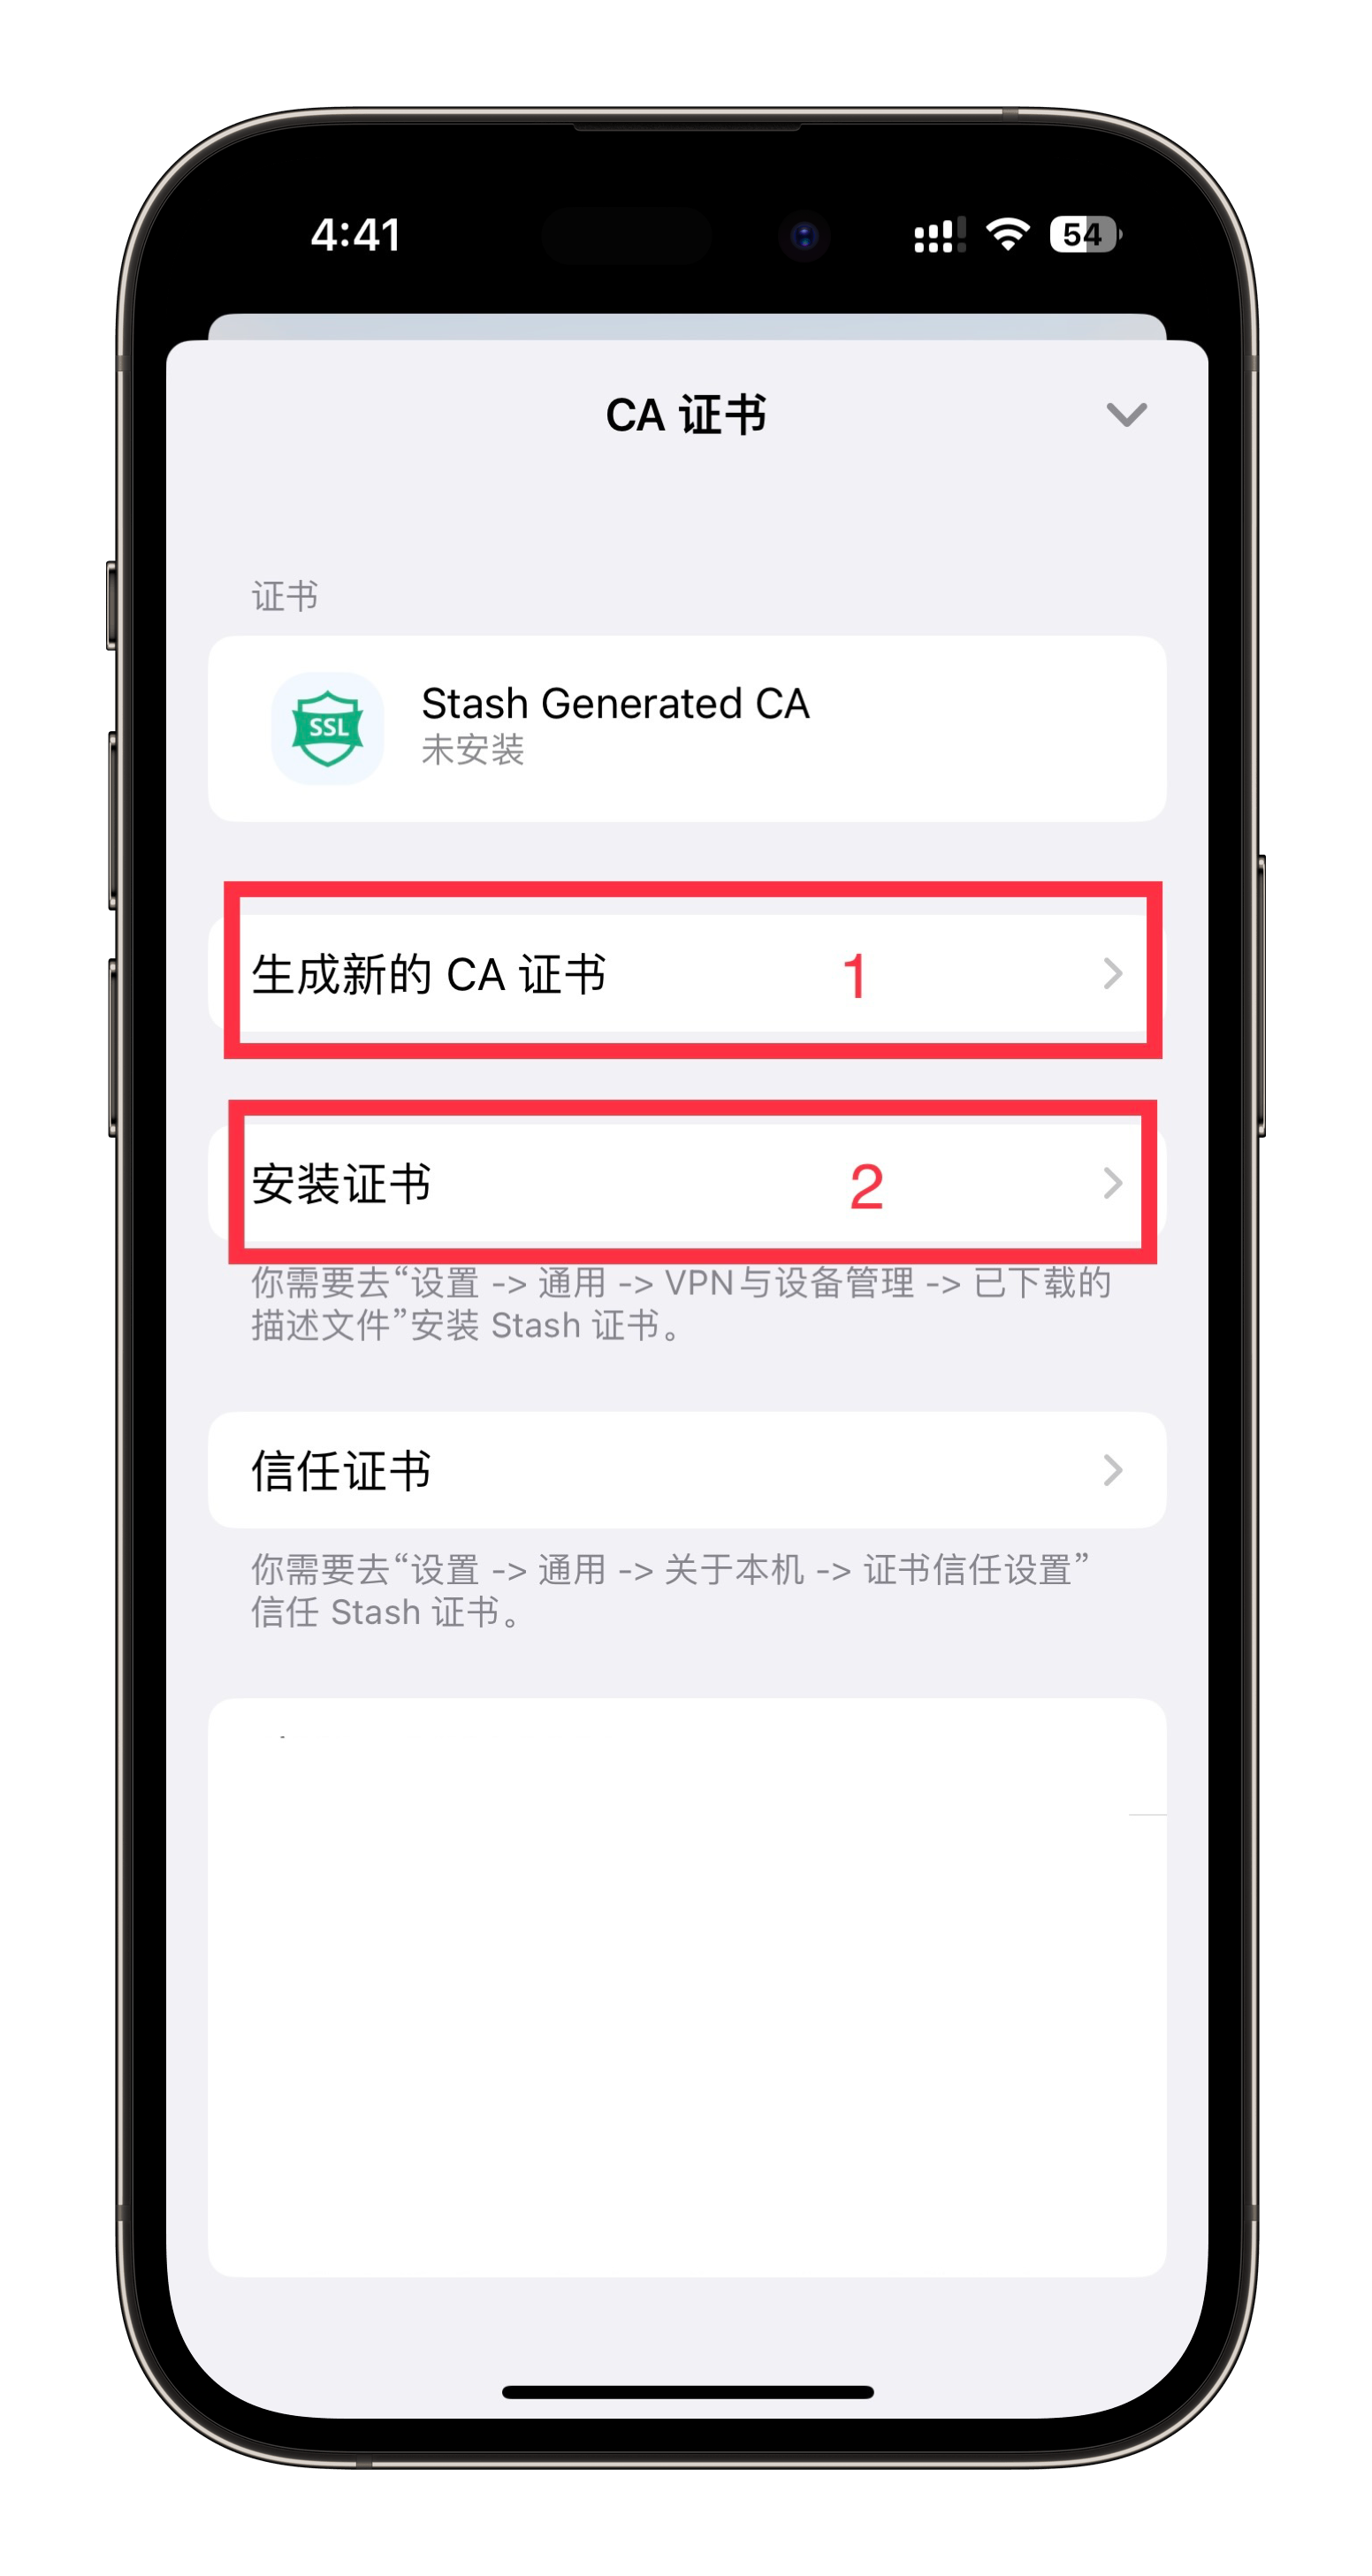 4:41
54
CA 证书
证书
SSL
Stash Generated CA
未安装
生成新的 CA 证书 1
安装证书 2
你需要去“设置 -> 通用 -> VPN与设备管理 -> 已下载的
描述文件”安装 Stash 证书。
信任证书
你需要去“设置 -> 通用 -> 关于本机 -> 证书信任设置”
信任 Stash 证书。